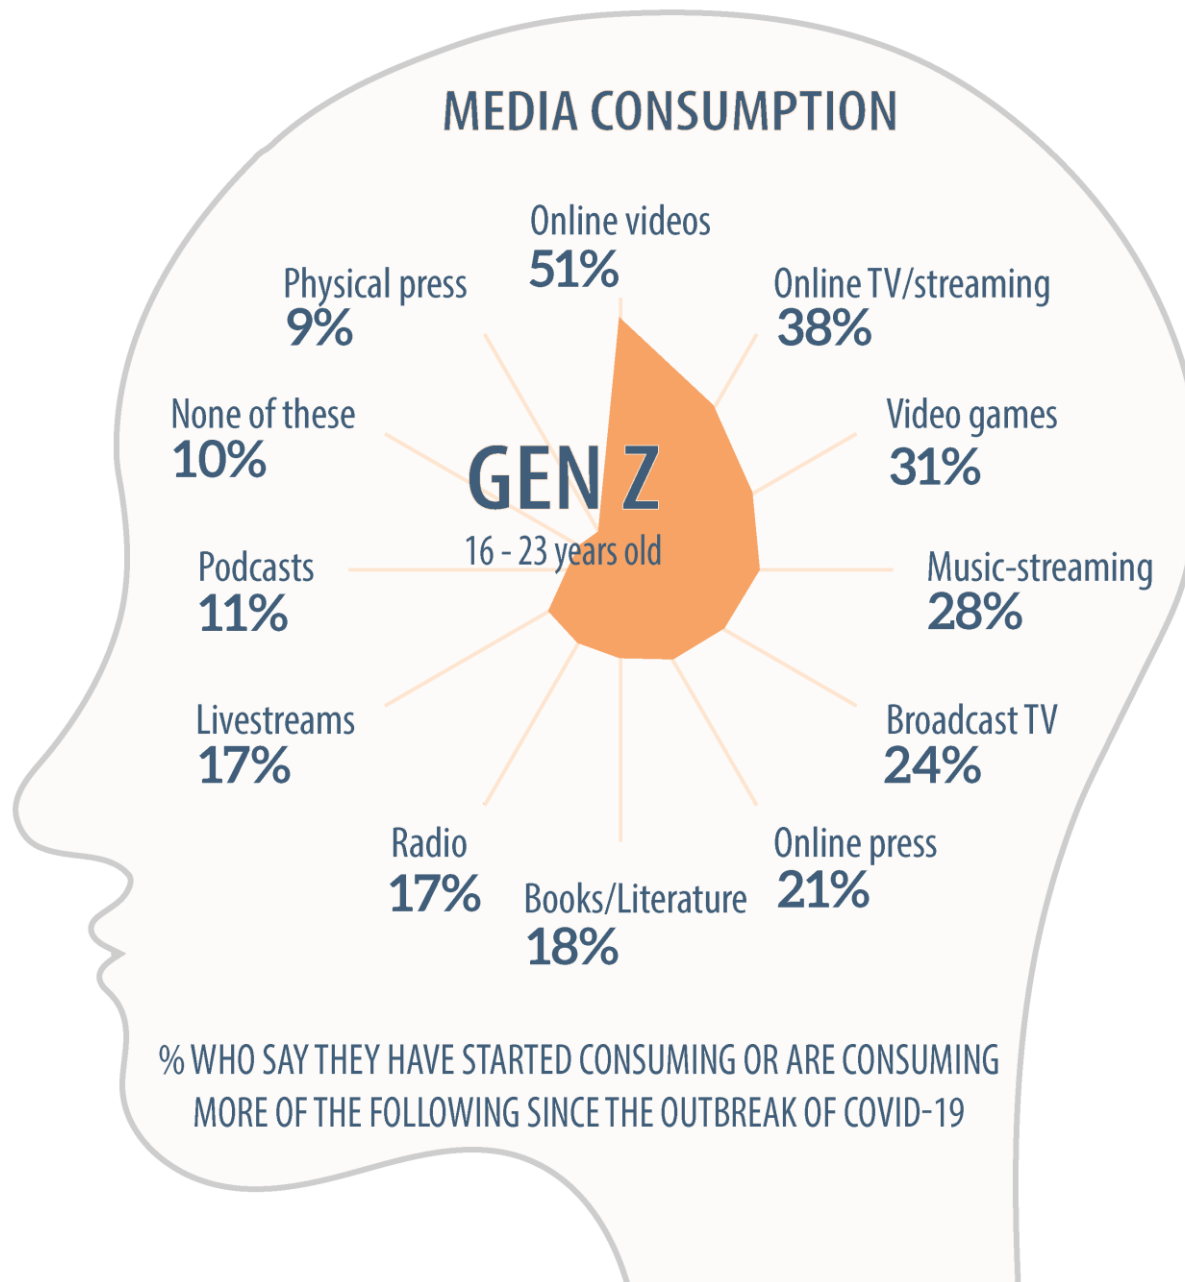 MEDIA CONSUMPTION
Online videos
51%
Online TV/streaming
38%
Video games
31%
Music-streaming
28%
Broadcast TV
24%
Online press
21%
Books/Literature
18%
Radio
17%
Livestreams
17%
Podcasts
11%
None of these
10%
Physical press
9%
GEN Z
16 - 23 years old
% WHO SAY THEY HAVE STARTED CONSUMING OR ARE CONSUMING
MORE OF THE FOLLOWING SINCE THE OUTBREAK OF COVID-19